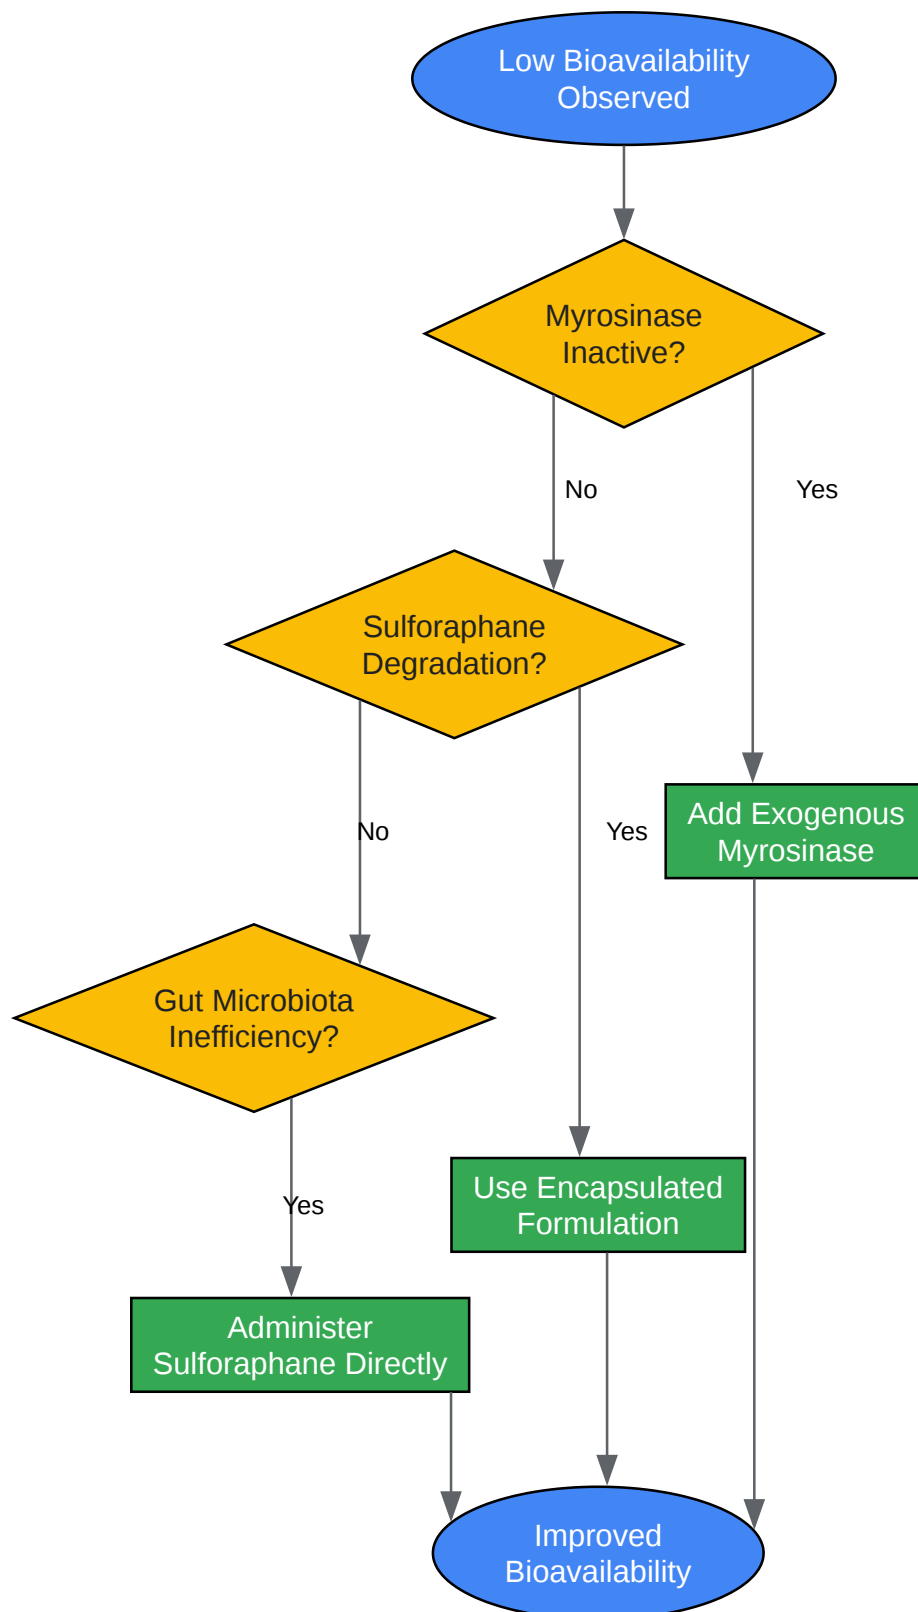 Low Bioavailability
Observed
Myrosinase
Inactive?
No
Yes
Sulforaphane
Degradation?
No
Yes
Add Exogenous
Myrosinase
Gut Microbiota
Inefficiency?
Yes
Use Encapsulated
Formulation
Administer
Sulforaphane Directly
Improved
Bioavailability